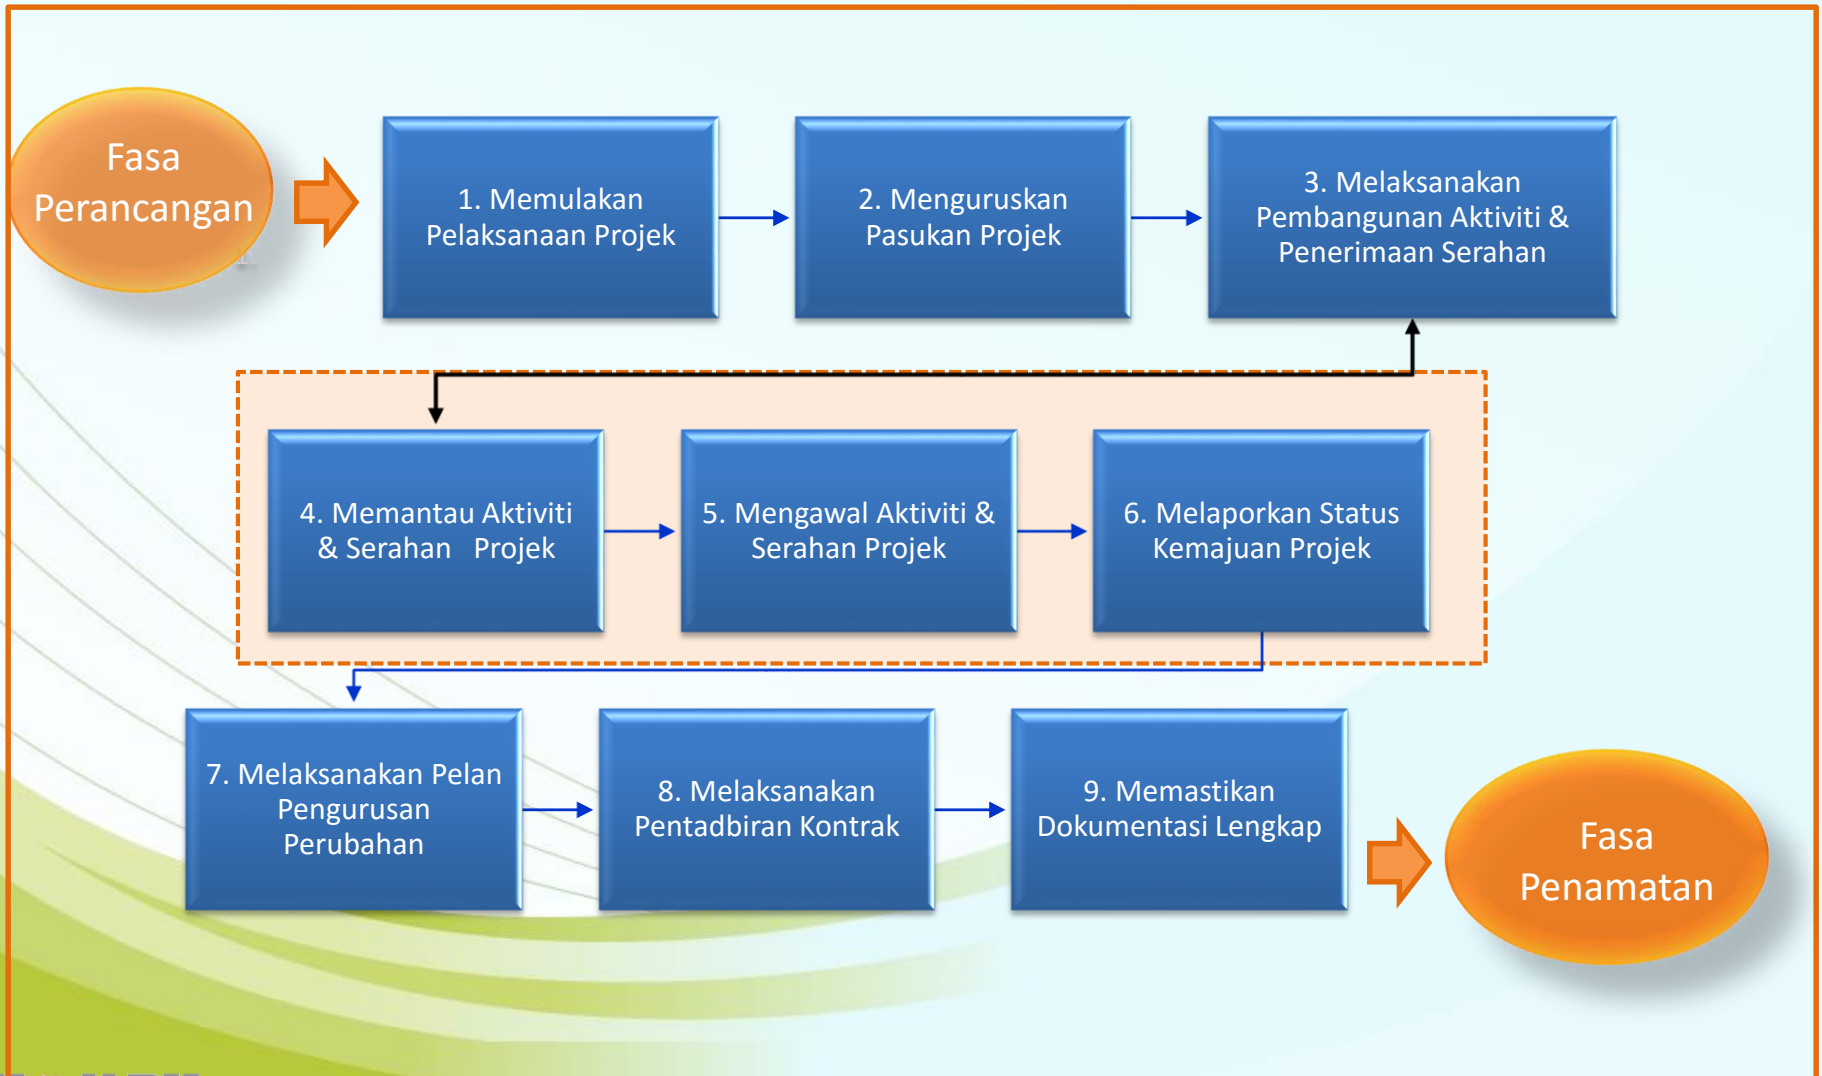 Fasa
Perancangan
1.
1. Memulakan
Pelaksanaan Projek
2. Menguruskan
Pasukan Projek
3. Melaksanakan
Pembangunan Aktiviti &
Penerimaan Serahan
4. Memantau Aktiviti
& Serahan Projek
5. Mengawal Aktiviti &
Serahan Projek
6. Melaporkan Status
Kemajuan Projek
7. Melaksanakan Pelan
Pengurusan
Perubahan
8. Melaksanakan
Pentadbiran Kontrak
9. Memastikan
Dokumentasi Lengkap
Fasa
Penamatan